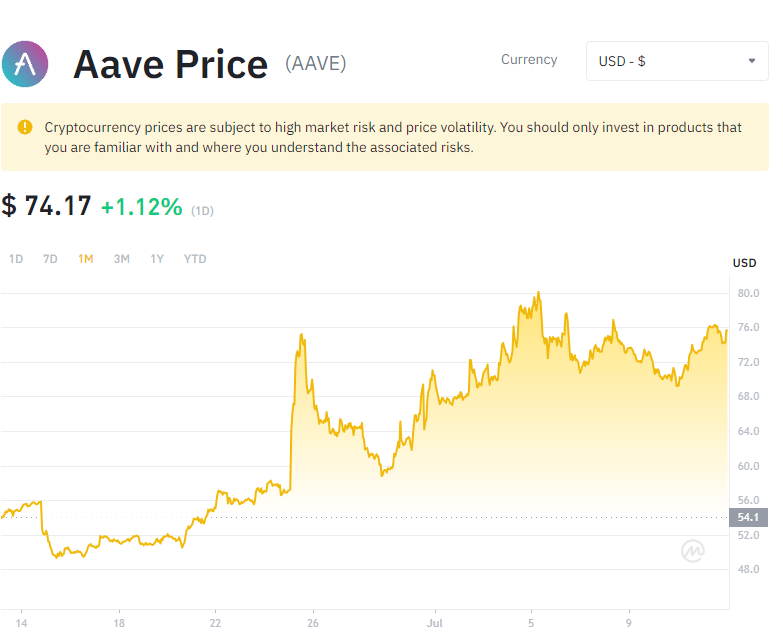 Aave Price (AAVE)
Currency
USD - $
Cryptocurrency prices are subject to high market risk and price volatility. You should only invest in products that
you are familiar with and where you understand the associated risks.
$ 74.17 +1.12% (1D)
1D 7D 1M 3M 1Y YTD
USD
80.0
76.0
72.0
68.0
64.0
60.0
56.0
54.1
52.0
48.0
14 18 22 26 Jul 5 9